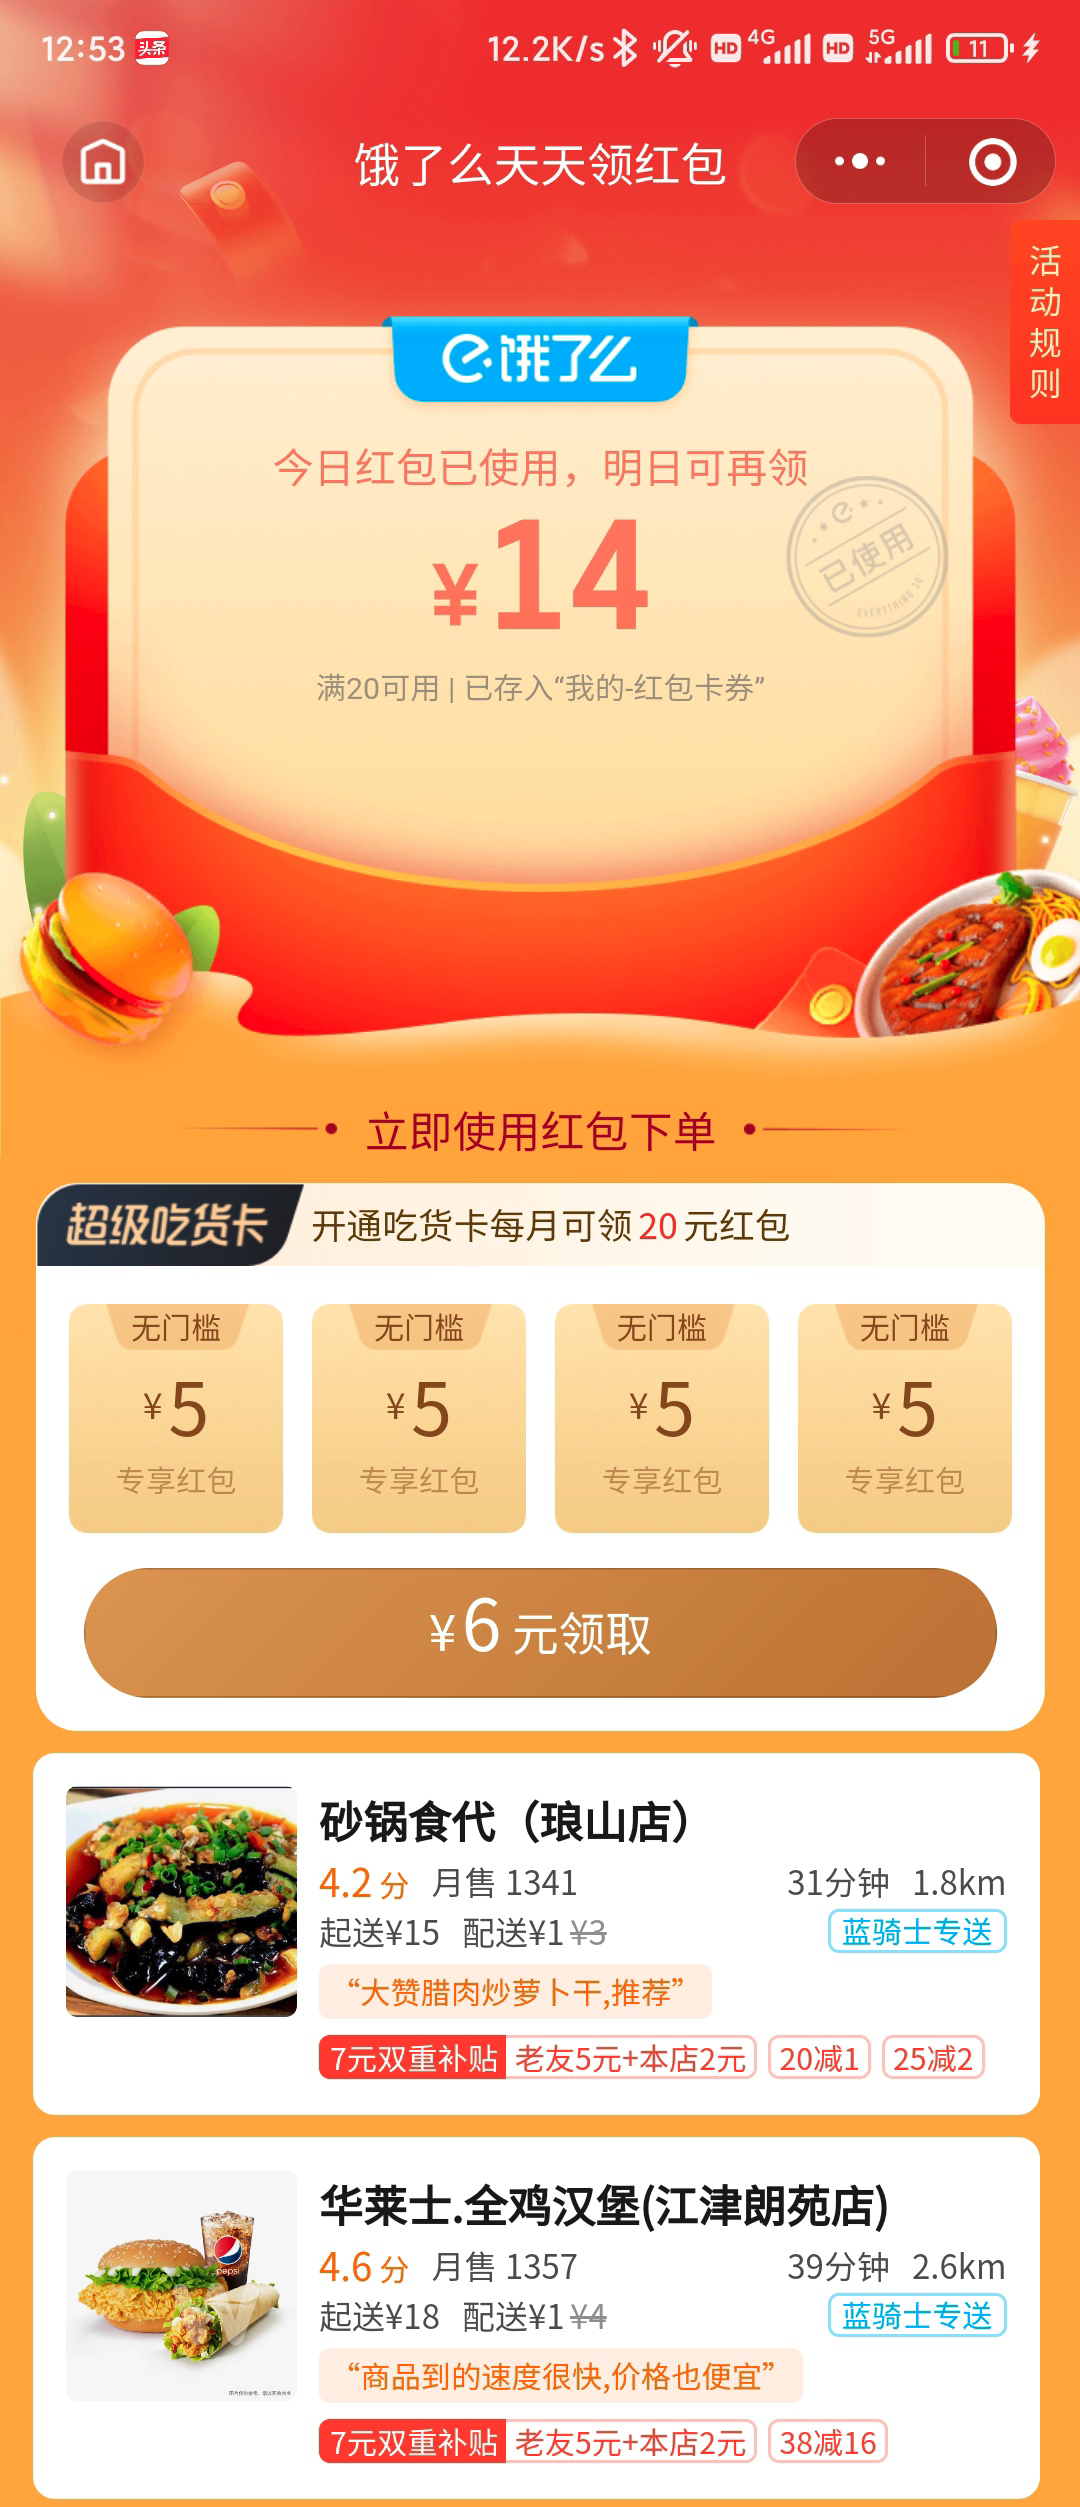 12:53 头条 12.2K/s HD 4G HD 5G 11
饿了么天天领红包
活动规则
饿了么
今日红包已使用，明日可再领
¥14
已使用
EVERYTHING 30'
满20可用 | 已存入“我的-红包卡券”
立即使用红包下单
超级吃货卡 开通吃货卡每月可领 20 元红包
无门槛 无门槛 无门槛 无门槛
¥5 ¥5 ¥5 ¥5
专享红包 专享红包 专享红包 专享红包
¥6 元领取
砂锅食代（琅山店）
4.2 分 月售 1341 31分钟 1.8km
起送¥15 配送¥1 ¥3 蓝骑士专送
“大赞腊肉炒萝卜干,推荐”
7元双重补贴 老友5元+本店2元 20减1 25减2
华莱士.全鸡汉堡(江津朗苑店)
pepsi
4.6 分 月售 1357 39分钟 2.6km
起送¥18 配送¥1 ¥4 蓝骑士专送
“商品到的速度很快,价格也便宜”
7元双重补贴 老友5元+本店2元 38减16